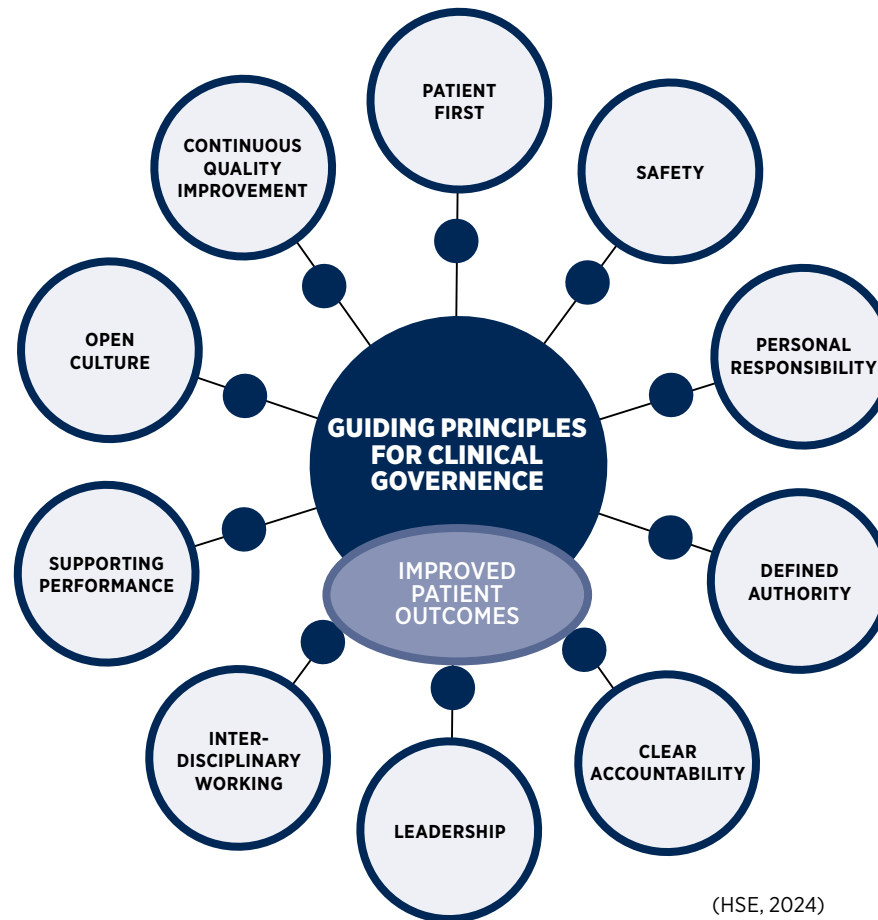 PATIENT
FIRST
SAFETY
PERSONAL
RESPONSIBILITY
DEFINED
AUTHORITY
CLEAR
ACCOUNTABILITY
LEADERSHIP
INTER-
DISCIPLINARY
WORKING
SUPPORTING
PERFORMANCE
OPEN
CULTURE
CONTINUOUS
QUALITY
IMPROVEMENT
GUIDING PRINCIPLES
FOR CLINICAL
GOVERNENCE
IMPROVED
PATIENT
OUTCOMES
(HSE, 2024)